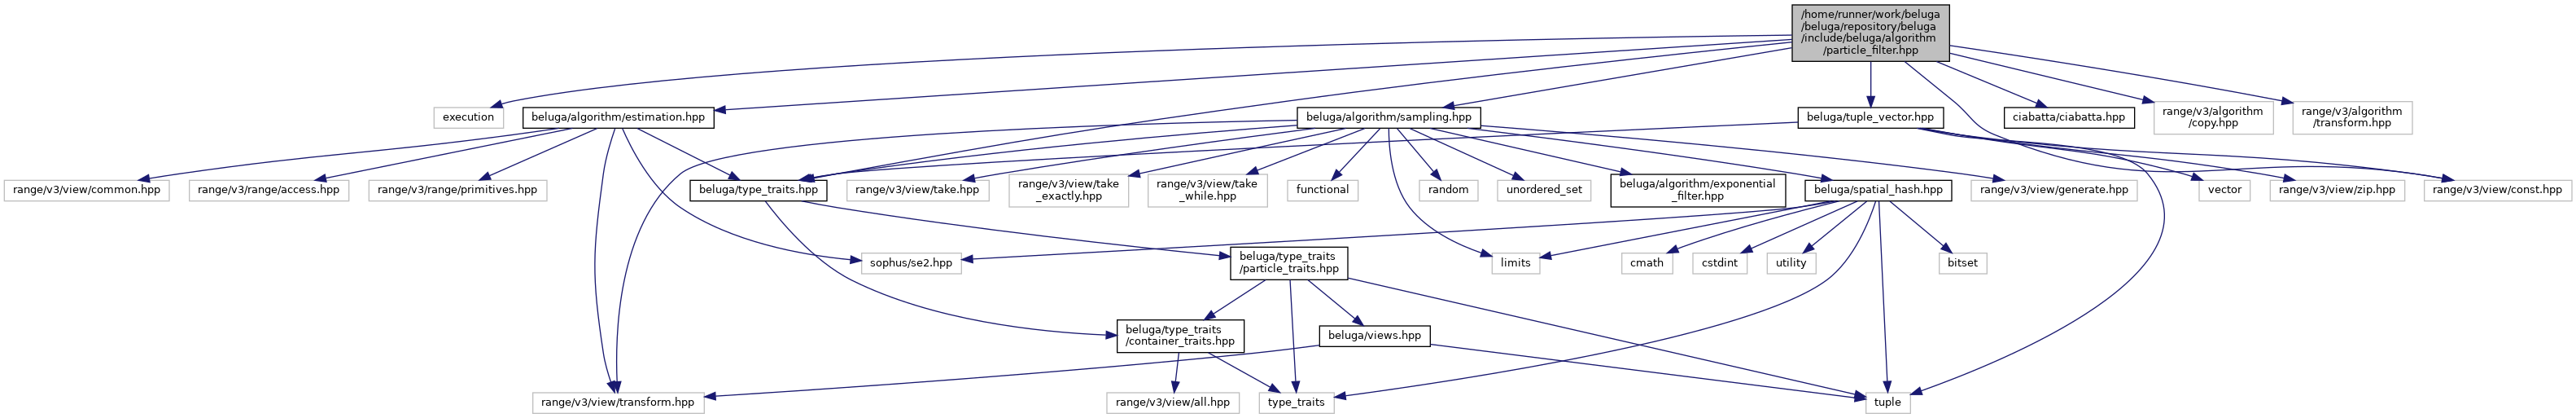 /home/runner/work/beluga
/beluga/repository/beluga
/include/beluga/algorithm
/particle_filter.hpp
execution
beluga/algorithm/estimation.hpp
beluga/algorithm/sampling.hpp
beluga/tuple_vector.hpp
ciabatta/ciabatta.hpp
range/v3/algorithm
/copy.hpp
range/v3/algorithm
/transform.hpp
range/v3/view/common.hpp
range/v3/range/access.hpp
range/v3/range/primitives.hpp
beluga/type_traits.hpp
range/v3/view/take.hpp
range/v3/view/take
_exactly.hpp
range/v3/view/take
_while.hpp
functional
random
unordered_set
beluga/algorithm/exponential
_filter.hpp
beluga/spatial_hash.hpp
range/v3/view/generate.hpp
vector
range/v3/view/zip.hpp
range/v3/view/const.hpp
sophus/se2.hpp
beluga/type_traits
/particle_traits.hpp
limits
cmath
cstdint
utility
bitset
beluga/type_traits
/container_traits.hpp
beluga/views.hpp
range/v3/view/transform.hpp
range/v3/view/all.hpp
type_traits
tuple